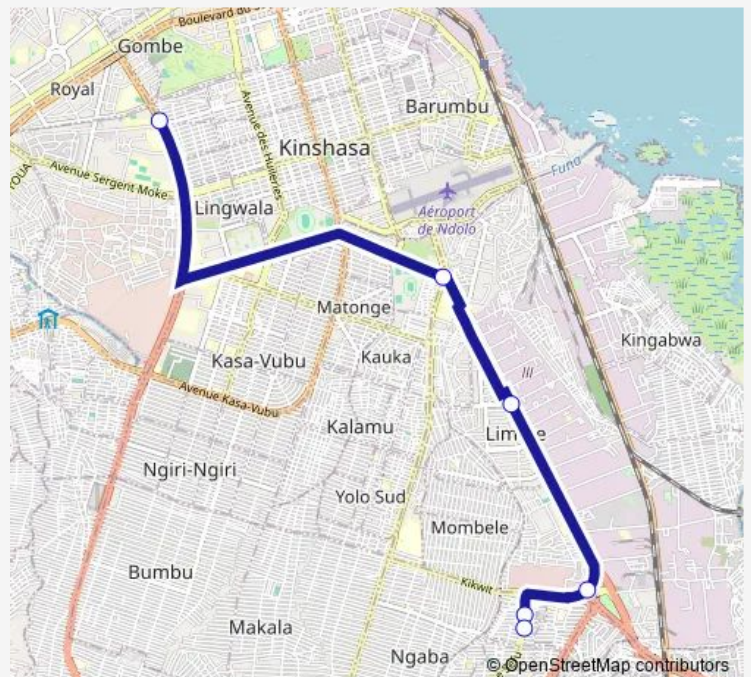 Boulevard du
Gombe
Royal
Barumbu
Avenue des Huileries
Kinshasa
Avenue Sergent Moke
Funa
Lingwala
Aéroport
de Ndolo
Matonge
Kingabwa
Kasa-Vubu
Kauka
Avenue Kasa-Vubu
Kalamu
Ngiri-Ngiri
Yolo Sud
Mombele
Bumbu
Kikwit
Makala
Ngaba
© OpenStreetMap contributors